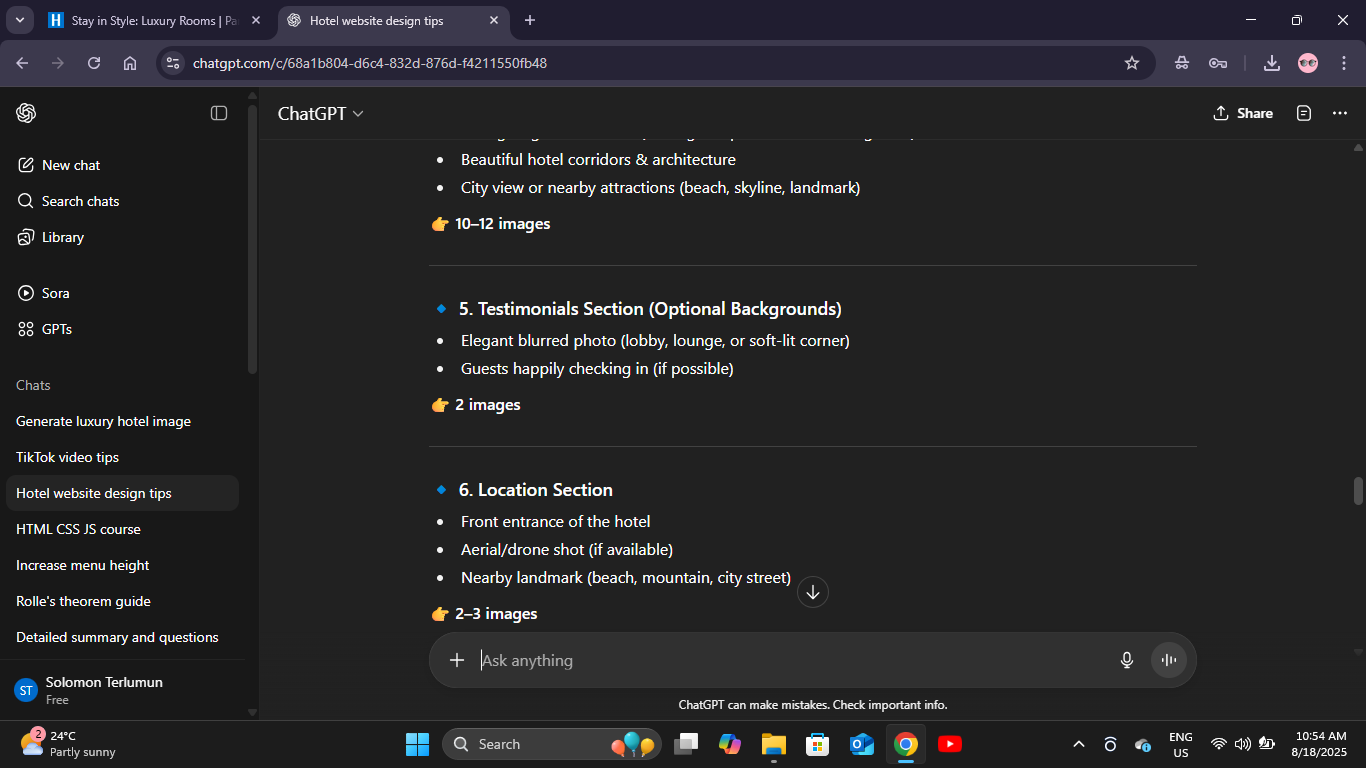 Stay in Style: Luxury Rooms | Pa
Hotel website design tips
chatgpt.com/c/68a1b804-d6c4-832d-876d-f4211550fb48
ChatGPT
Share
New chat
Search chats
Library
Sora
GPTs
Chats
Generate luxury hotel image
TikTok video tips
Hotel website design tips
HTML CSS JS course
Increase menu height
Rolle's theorem guide
Detailed summary and questions
ST
Solomon Terlumun
Free
Beautiful hotel corridors & architecture
City view or nearby attractions (beach, skyline, landmark)
10–12 images
5. Testimonials Section (Optional Backgrounds)
Elegant blurred photo (lobby, lounge, or soft-lit corner)
Guests happily checking in (if possible)
2 images
6. Location Section
Front entrance of the hotel
Aerial/drone shot (if available)
Nearby landmark (beach, mountain, city street)
2–3 images
Ask anything
ChatGPT can make mistakes. Check important info.
2
24°C
Partly sunny
Search
ENG
US
10:54 AM
8/18/2025